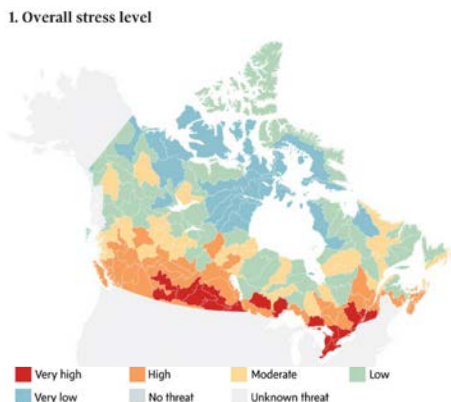 1. Overall stress level
Very high High Moderate Low
Very low No threat Unknown threat